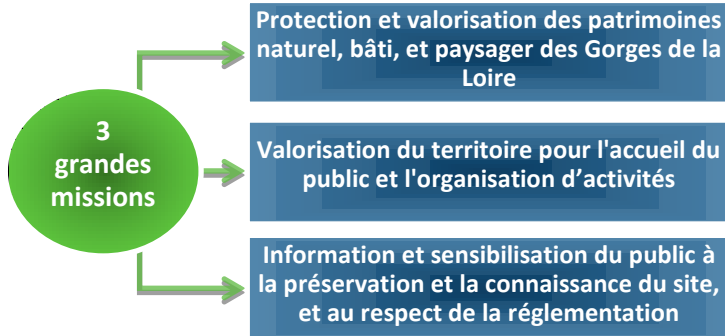 3
grandes
missions
Protection et valorisation des patrimoines
naturel, bâti, et paysager des Gorges de la
Loire
Valorisation du territoire pour l'accueil du
public et l'organisation d’activités
Information et sensibilisation du public à
la préservation et la connaissance du site,
et au respect de la réglementation